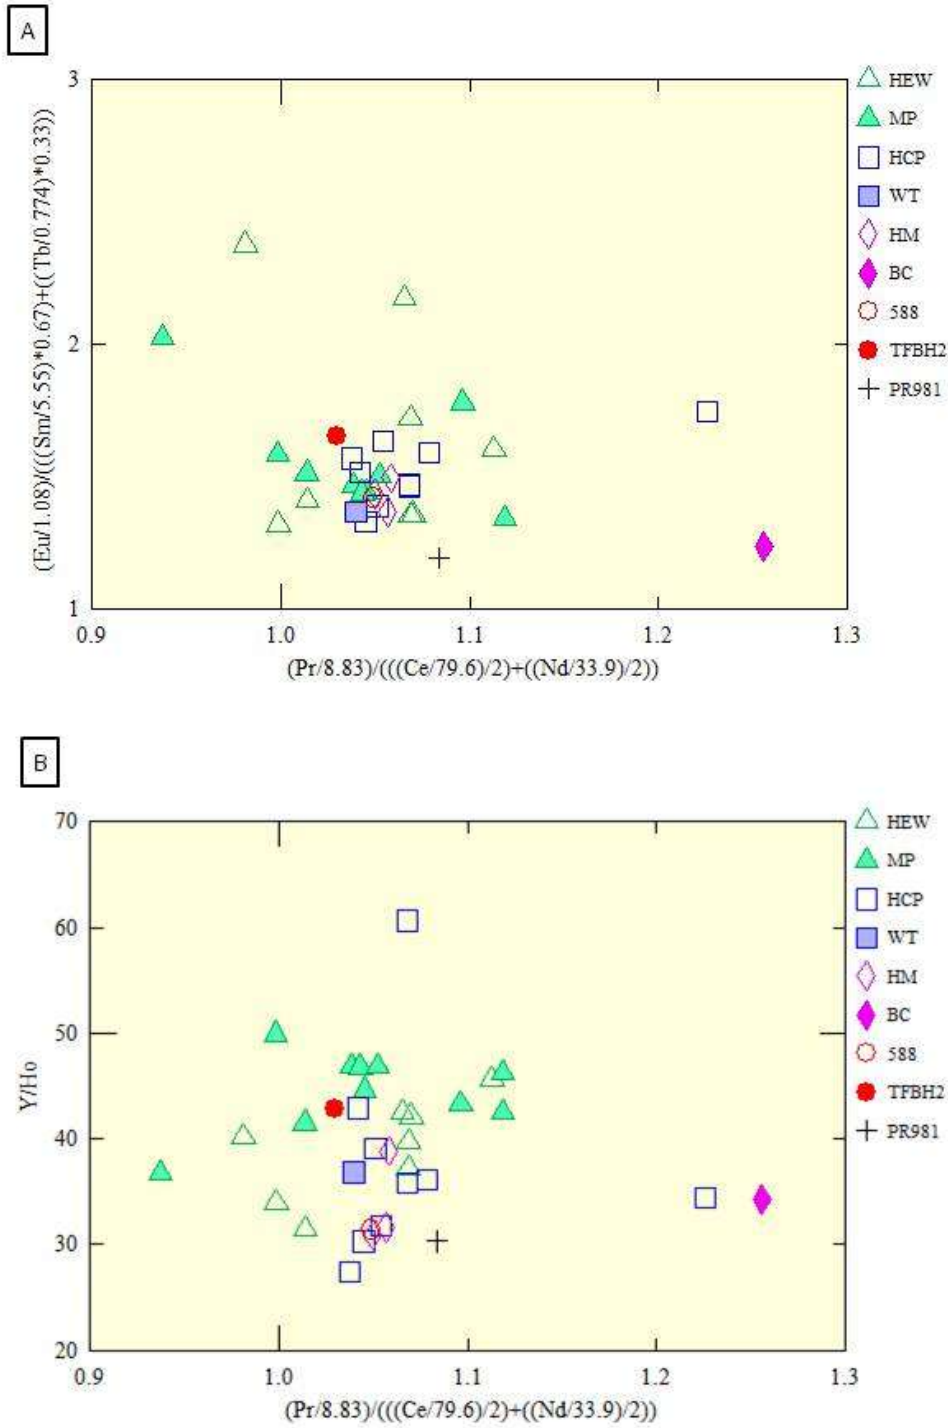 A
3
2
1
(Eu/1.08)/(((Sm/5.55)*0.67)+((Tb/0.774)*0.33))
0.9 1.0 1.1 1.2 1.3
(Pr/8.83)/(((Ce/79.6)/2)+((Nd/33.9)/2))
HEW
MP
HCP
WT
HM
BC
588
TFBH2
PR981
B
70
60
50
40
30
20
Y/Ho
0.9 1.0 1.1 1.2 1.3
(Pr/8.83)/(((Ce/79.6)/2)+((Nd/33.9)/2))
HEW
MP
HCP
WT
HM
BC
588
TFBH2
PR981